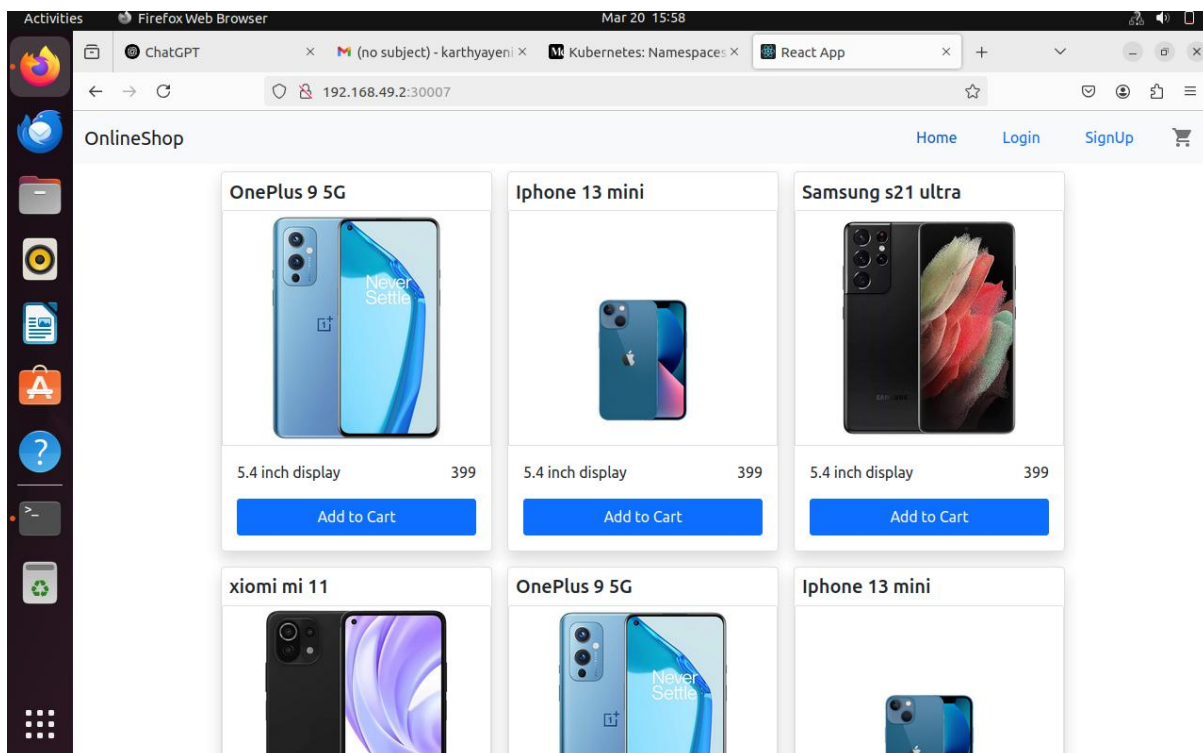 Activities Firefox Web Browser Mar 20 15:58
ChatGPT (no subject) - karthyayeni Kubernetes: Namespaces React App
192.168.49.2:30007
OnlineShop Home Login SignUp
OnePlus 9 5G Iphone 13 mini Samsung s21 ultra
Never
Settle
SAMSUNG
5.4 inch display 399 5.4 inch display 399 5.4 inch display 399
Add to Cart Add to Cart Add to Cart
xiomi mi 11 OnePlus 9 5G Iphone 13 mini
Never
Settle